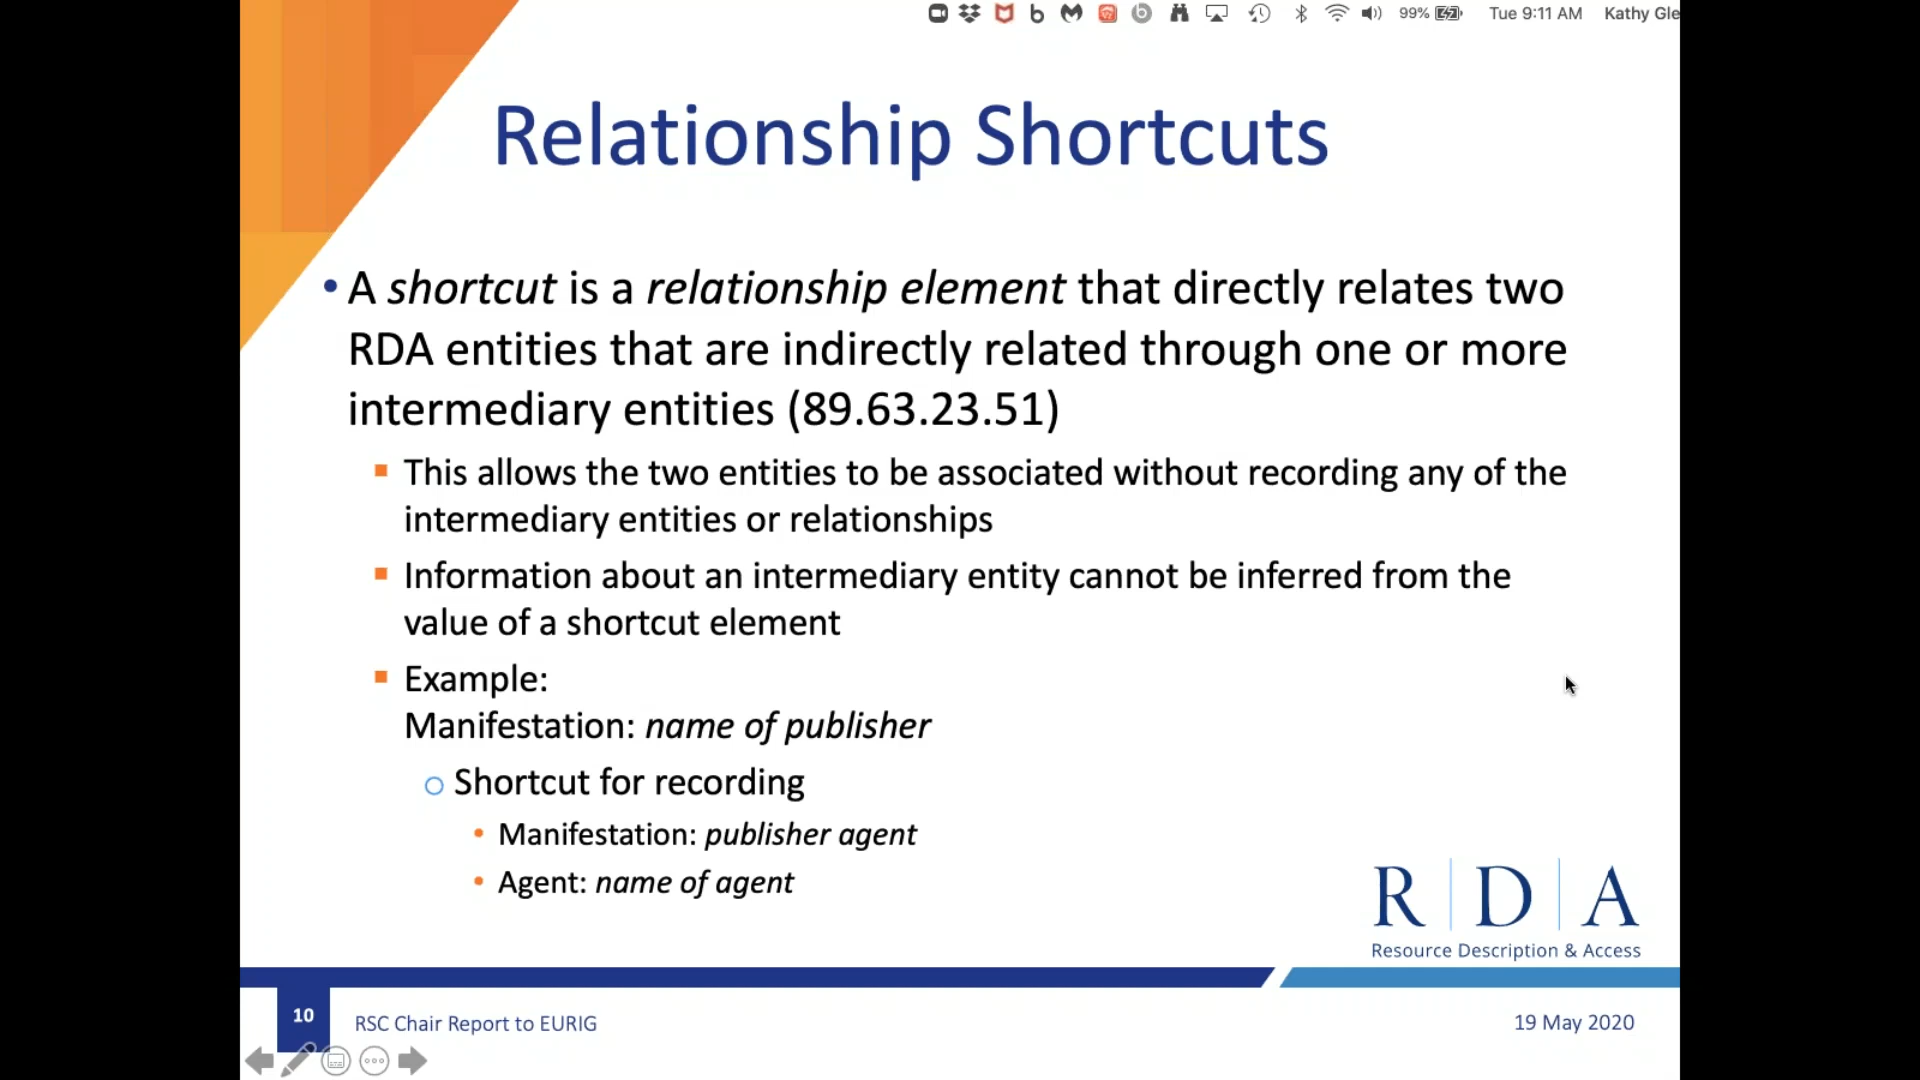 99% Tue 9:11 AM Kathy Gle
Relationship Shortcuts
• A shortcut is a relationship element that directly relates two
RDA entities that are indirectly related through one or more
intermediary entities (89.63.23.51)
▪ This allows the two entities to be associated without recording any of the
intermediary entities or relationships
▪ Information about an intermediary entity cannot be inferred from the
value of a shortcut element
▪ Example:
Manifestation: name of publisher
○ Shortcut for recording
• Manifestation: publisher agent
• Agent: name of agent
R | D | A
Resource Description & Access
10 RSC Chair Report to EURIG 19 May 2020